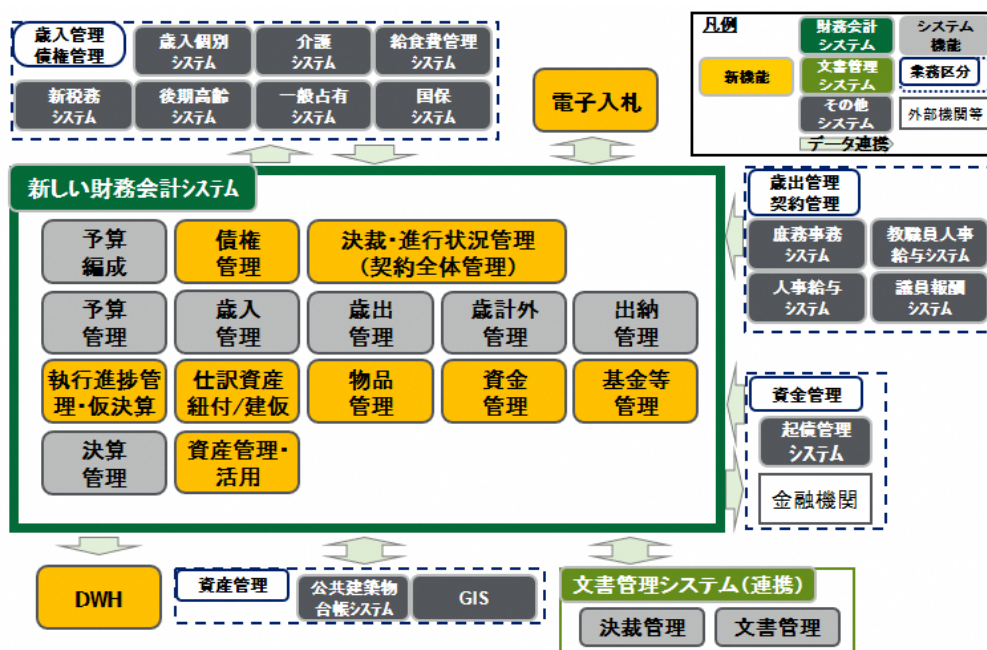 歳入管理
債権管理
歳入個別
システム
介護
システム
給食費管理
システム
新税務
システム
後期高齢
システム
一般占有
システム
国保
システム
電子入札
凡例
新機能
財務会計
システム
文書管理
システム
その他
システム
データ連携
システム
機能
業務区分
外部機関等
新しい財務会計システム
予算
編成
債権
管理
決裁・進行状況管理
(契約全体管理)
予算
管理
歳入
管理
歳出
管理
歳計外
管理
出納
管理
執行進捗管
理・仮決算
仕訳資産
紐付/建仮
物品
管理
資金
管理
基金等
管理
決算
管理
資産管理・
活用
歳出管理
契約管理
庶務事務
システム
教職員人事
給与システム
人事給与
システム
議員報酬
システム
資金管理
起債管理
システム
金融機関
DWH
資産管理
公共建築物
台帳システム
GIS
文書管理システム(連携)
決裁管理
文書管理